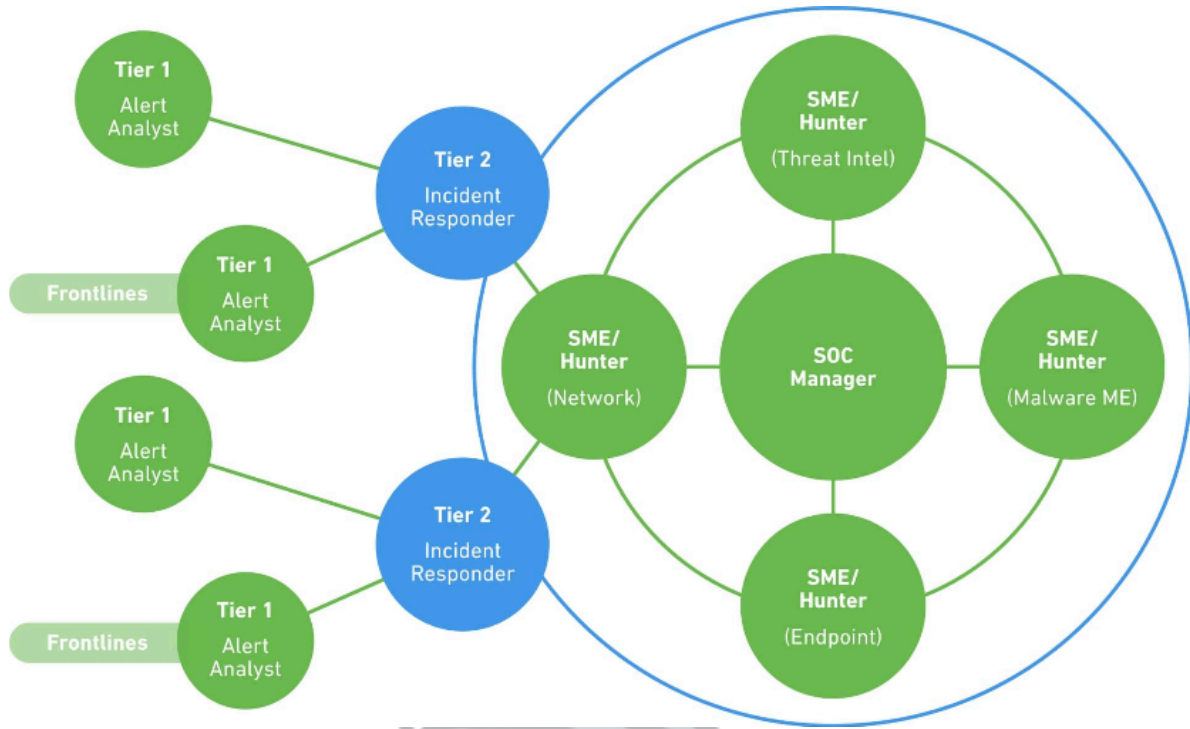 Tier 1
Alert
Analyst
Tier 2
Incident
Responder
Frontlines
Tier 1
Alert
Analyst
Tier 1
Alert
Analyst
Tier 2
Incident
Responder
Frontlines
Tier 1
Alert
Analyst
SME/
Hunter
(Threat Intel)
SME/
Hunter
(Network)
SOC
Manager
SME/
Hunter
(Malware ME)
SME/
Hunter
(Endpoint)